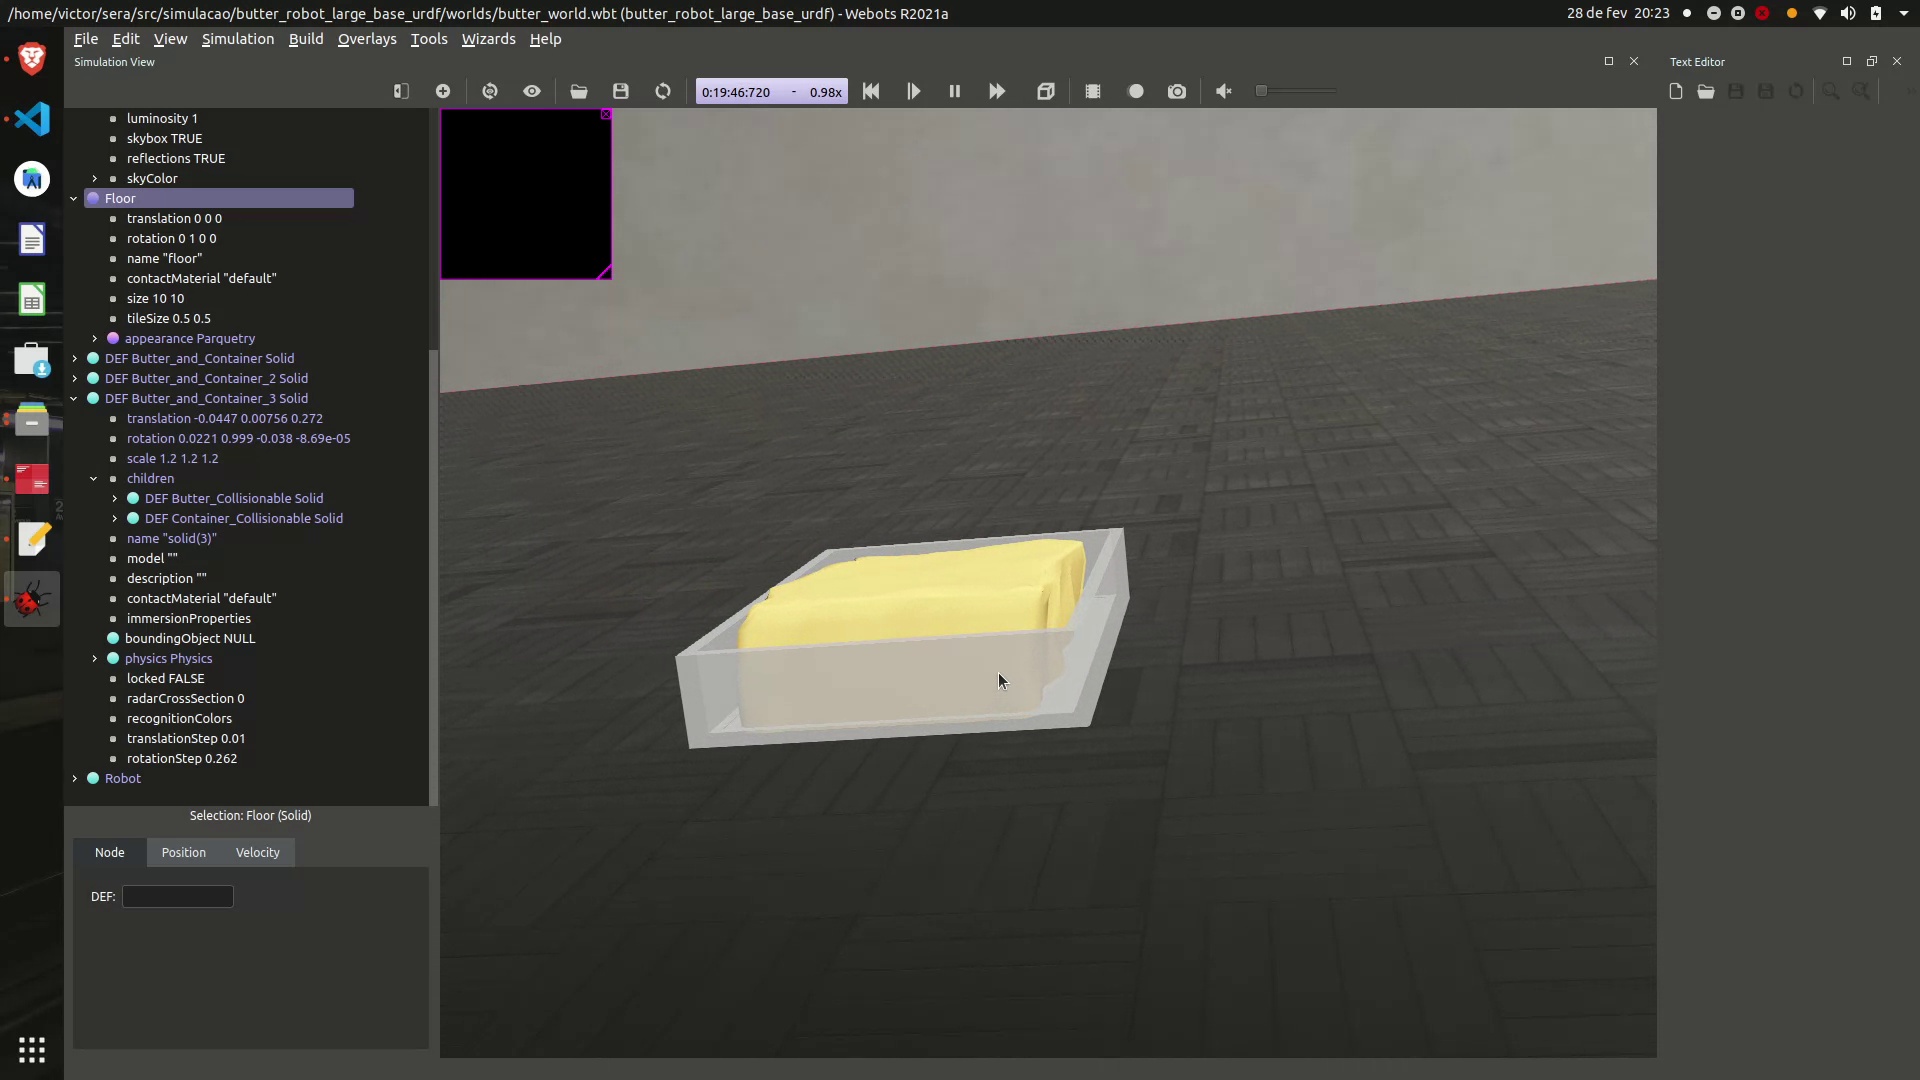 /home/victor/sera/src/simulacao/butter_robot_large_base_urdf/worlds/butter_world.wbt (butter_robot_large_base_urdf) - Webots R2021a
28 de fev  20:23
File Edit View Simulation Build Overlays Tools Wizards Help
Simulation View
Text Editor
0:19:46:720 - 0.98x
luminosity 1
skybox TRUE
reflections TRUE
skyColor
Floor
translation 0 0 0
rotation 0 1 0 0
name "floor"
contactMaterial "default"
size 10 10
tileSize 0.5 0.5
appearance Parquetry
DEF Butter_and_Container Solid
DEF Butter_and_Container_2 Solid
DEF Butter_and_Container_3 Solid
translation -0.0447 0.00756 0.272
rotation 0.0221 0.999 -0.038 -8.69e-05
scale 1.2 1.2 1.2
children
DEF Butter_Collisionable Solid
DEF Container_Collisionable Solid
name "solid(3)"
model ""
description ""
contactMaterial "default"
immersionProperties
boundingObject NULL
physics Physics
locked FALSE
radarCrossSection 0
recognitionColors
translationStep 0.01
rotationStep 0.262
Robot
Selection: Floor (Solid)
Node Position Velocity
DEF: